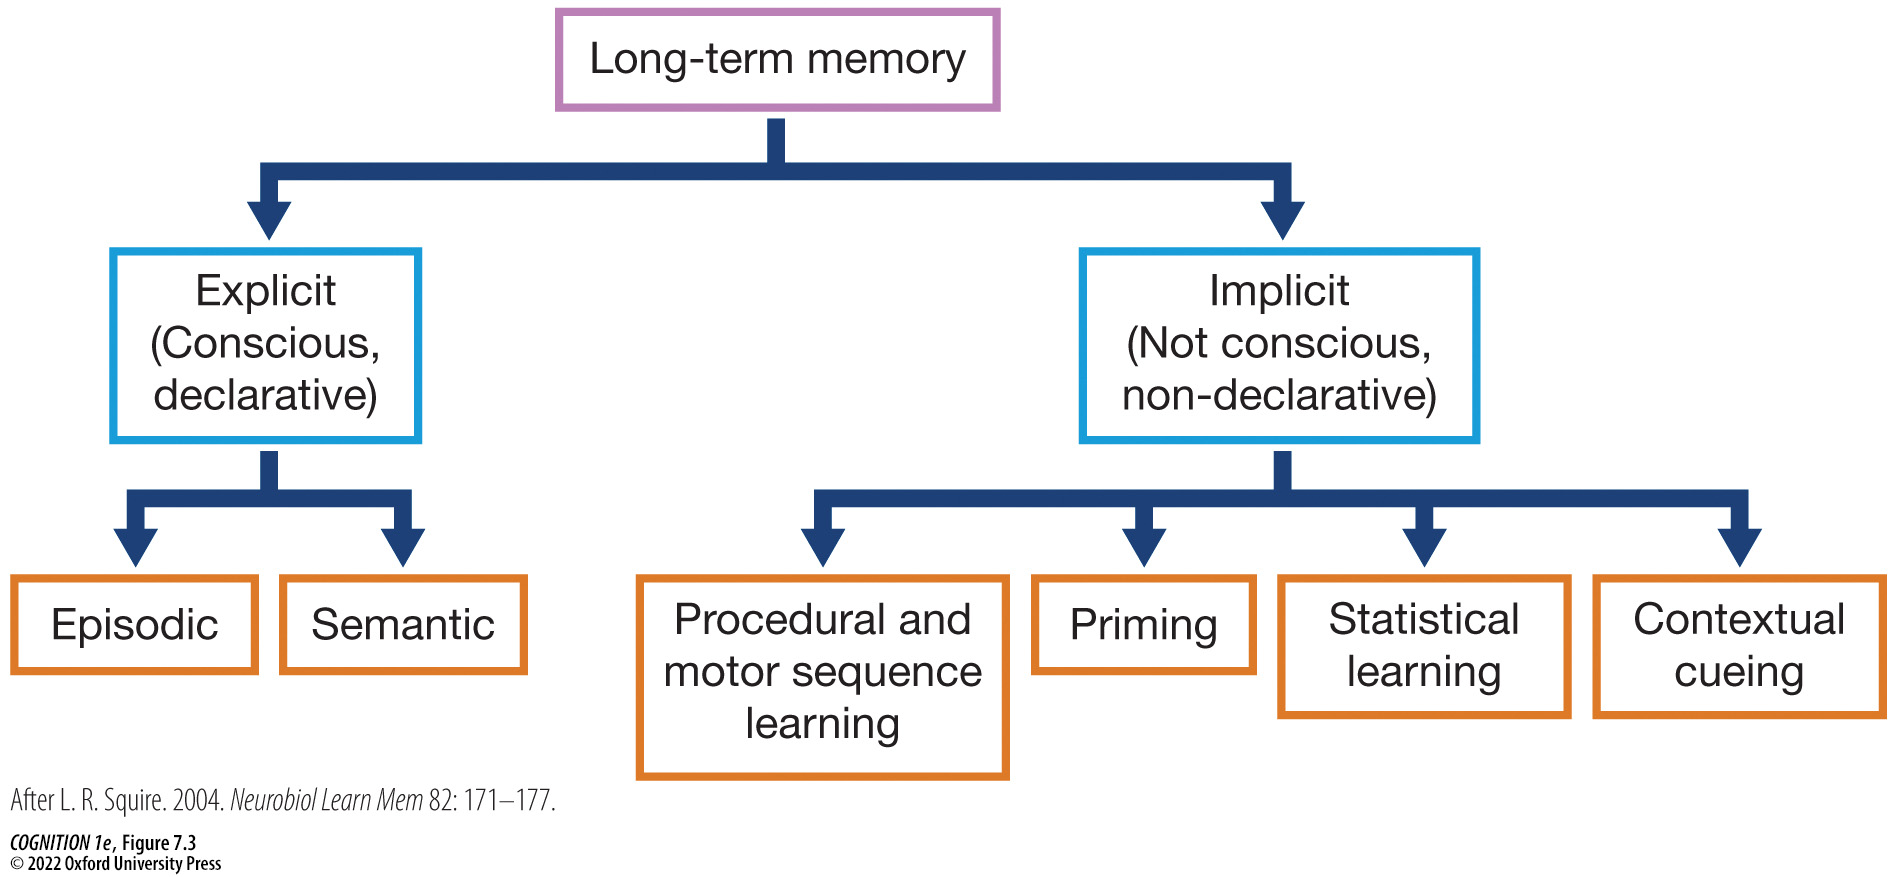 Long-term memory
Explicit
(Conscious,
declarative)
Implicit
(Not conscious,
non-declarative)
Episodic
Semantic
Procedural and
motor sequence
learning
Priming
Statistical
learning
Contextual
cueing
After L. R. Squire. 2004. Neurobiol Learn Mem 82: 171–177.
COGNITION 1e, Figure 7.3
© 2022 Oxford University Press